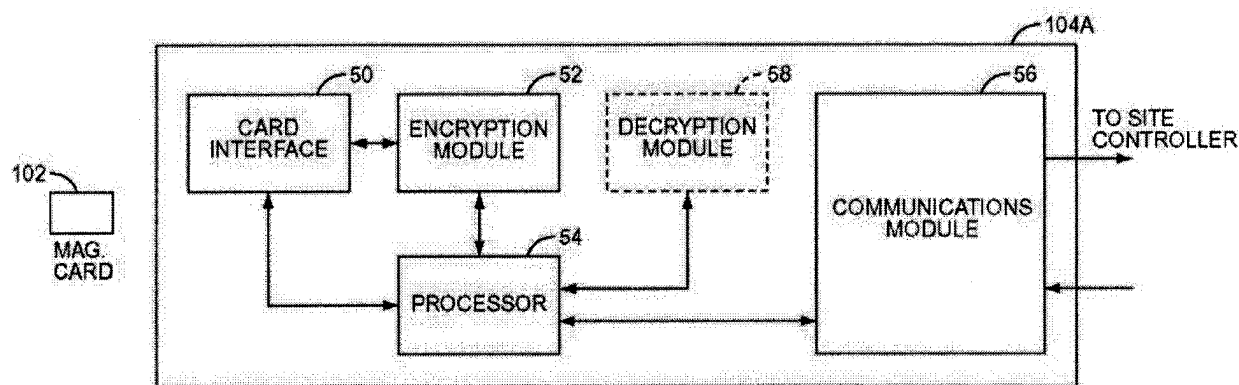 104A
50
52
58
56
CARD
INTERFACE
ENCRYPTION
MODULE
DECRYPTION
MODULE
TO SITE
CONTROLLER
102
MAG.
CARD
COMMUNICATIONS
MODULE
54
PROCESSOR